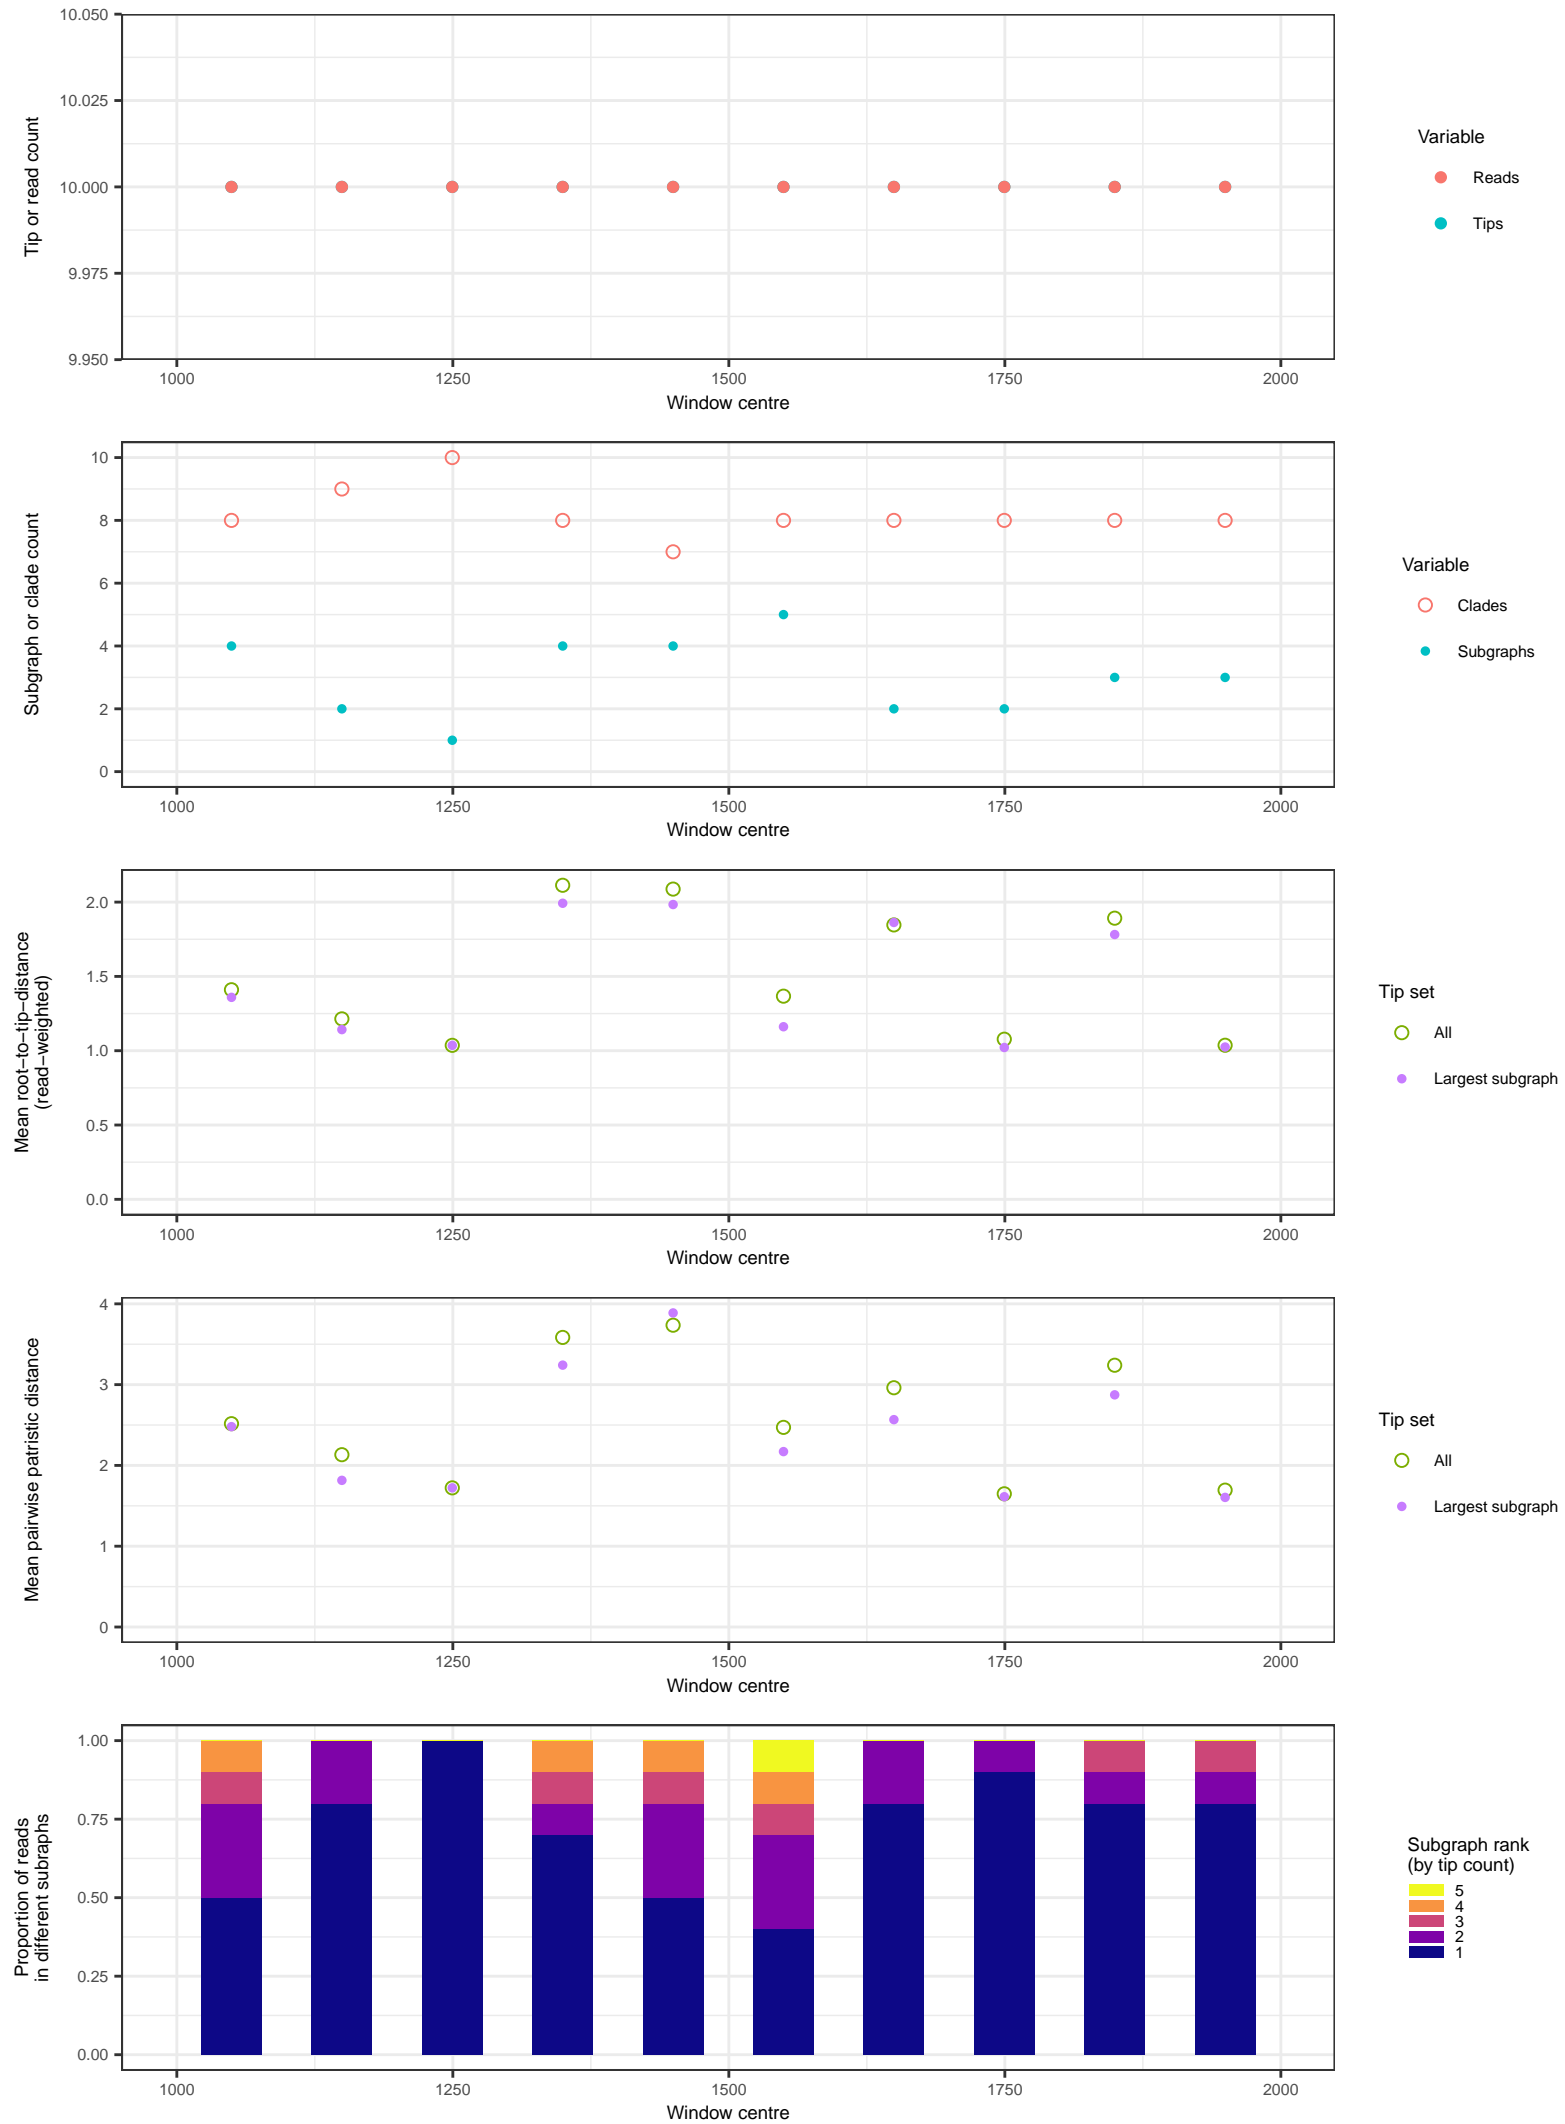 10.050
10.025
10.000
9.975
9.950
Tip or read count
1000 1250 1500 1750 2000
Window centre
Variable
Reads
Tips
10
8
6
4
2
0
Subgraph or clade count
1000 1250 1500 1750 2000
Window centre
Variable
Clades
Subgraphs
2.0
1.5
1.0
0.5
0.0
Mean root−to−tip−distance
(read−weighted)
1000 1250 1500 1750 2000
Window centre
Tip set
All
Largest subgraph
4
3
2
1
0
Mean pairwise patristic distance
1000 1250 1500 1750 2000
Window centre
Tip set
All
Largest subgraph
1.00
0.75
0.50
0.25
0.00
Proportion of reads
in different subraphs
1000 1250 1500 1750 2000
Window centre
Subgraph rank
(by tip count)
5
4
3
2
1